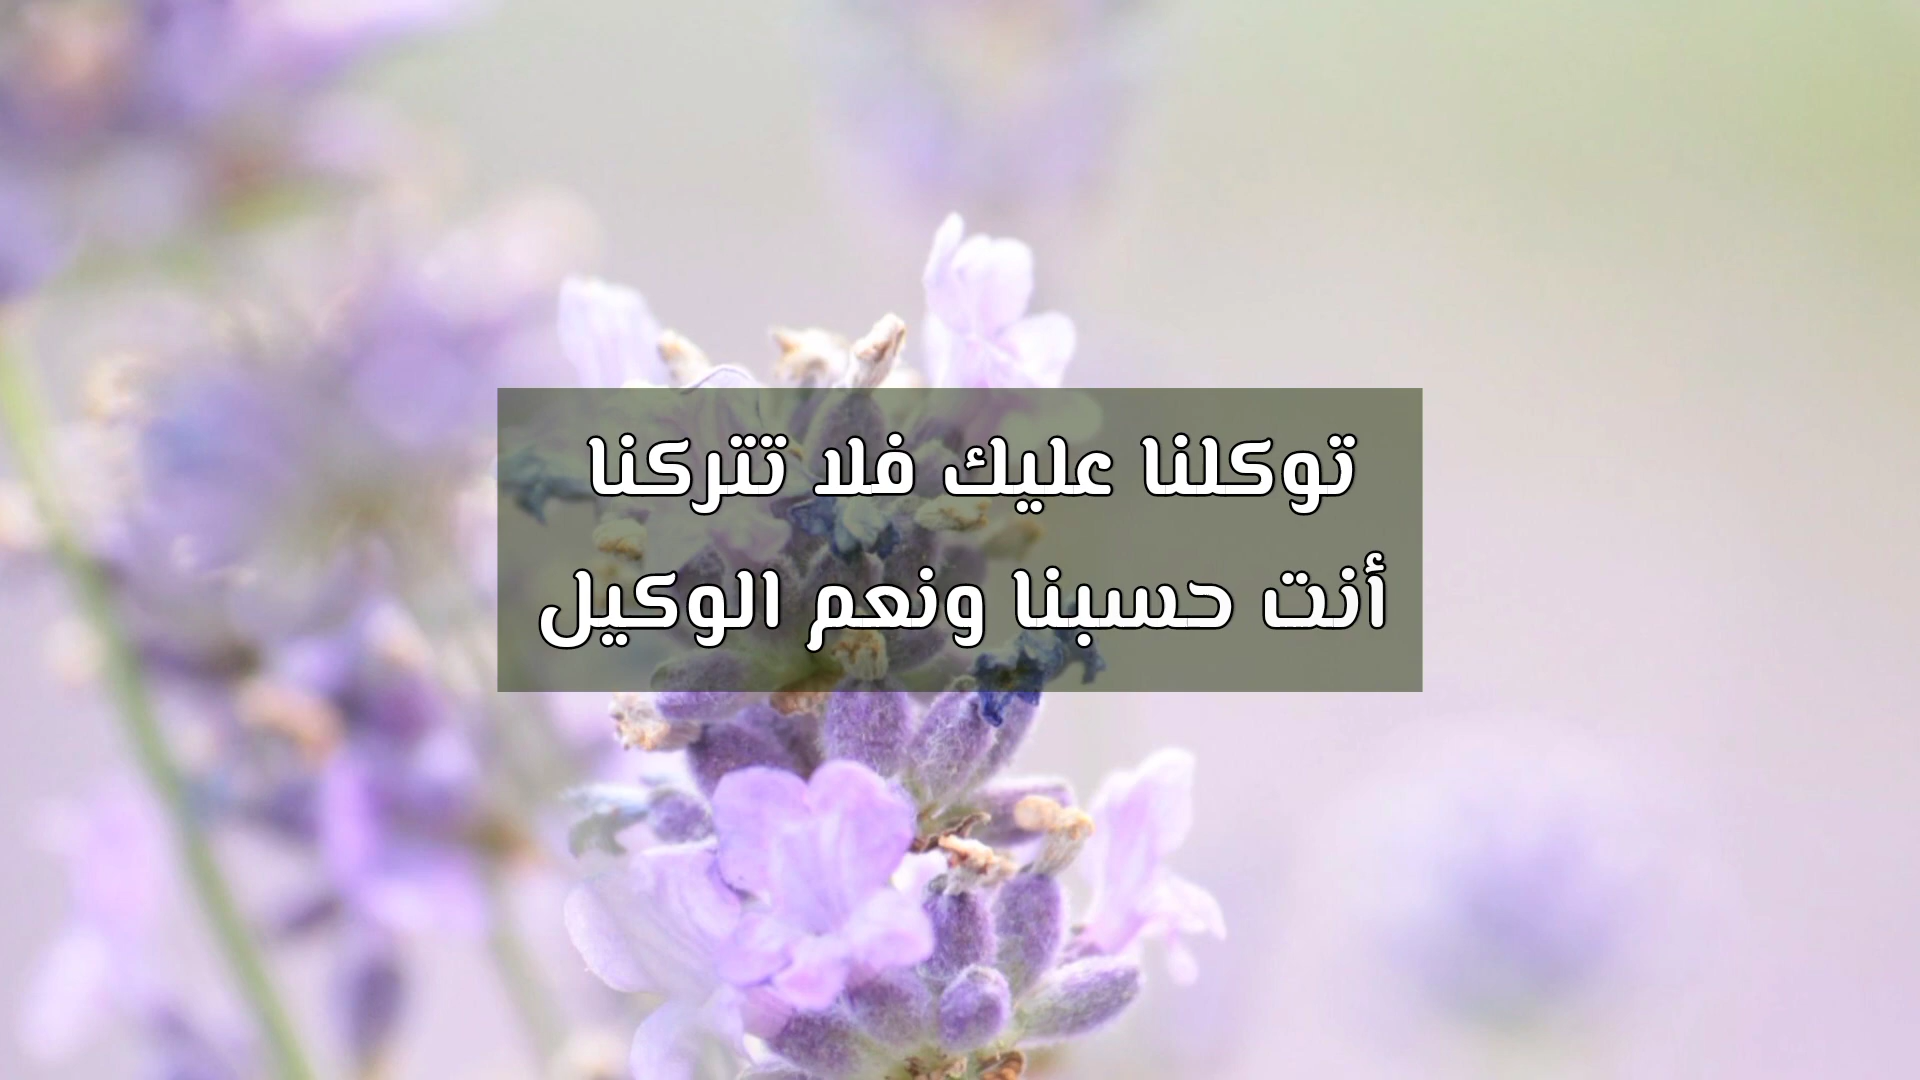 توكلنا عليك فلا تتركنا
أنت حسبنا ونعم الوكيل